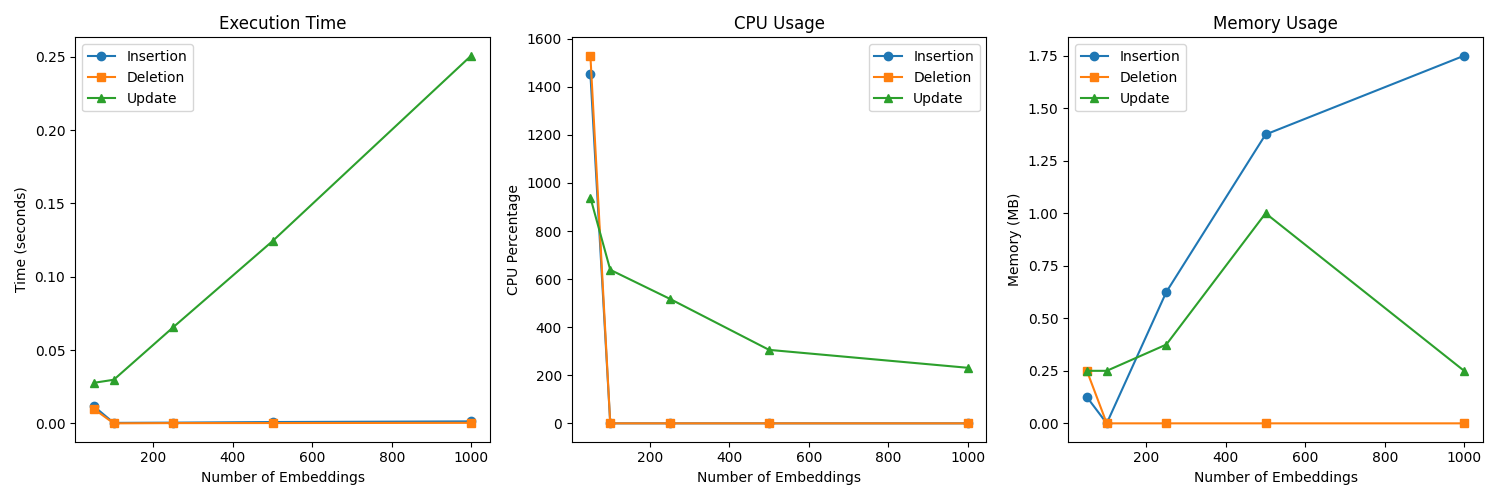 Execution Time
Insertion
Deletion
Update
0.25
0.20
0.15
0.10
0.05
0.00
Time (seconds)
200 400 600 800 1000
Number of Embeddings
CPU Usage
Insertion
Deletion
Update
1600
1400
1200
1000
800
600
400
200
0
CPU Percentage
200 400 600 800 1000
Number of Embeddings
Memory Usage
Insertion
Deletion
Update
1.75
1.50
1.25
1.00
0.75
0.50
0.25
0.00
Memory (MB)
200 400 600 800 1000
Number of Embeddings